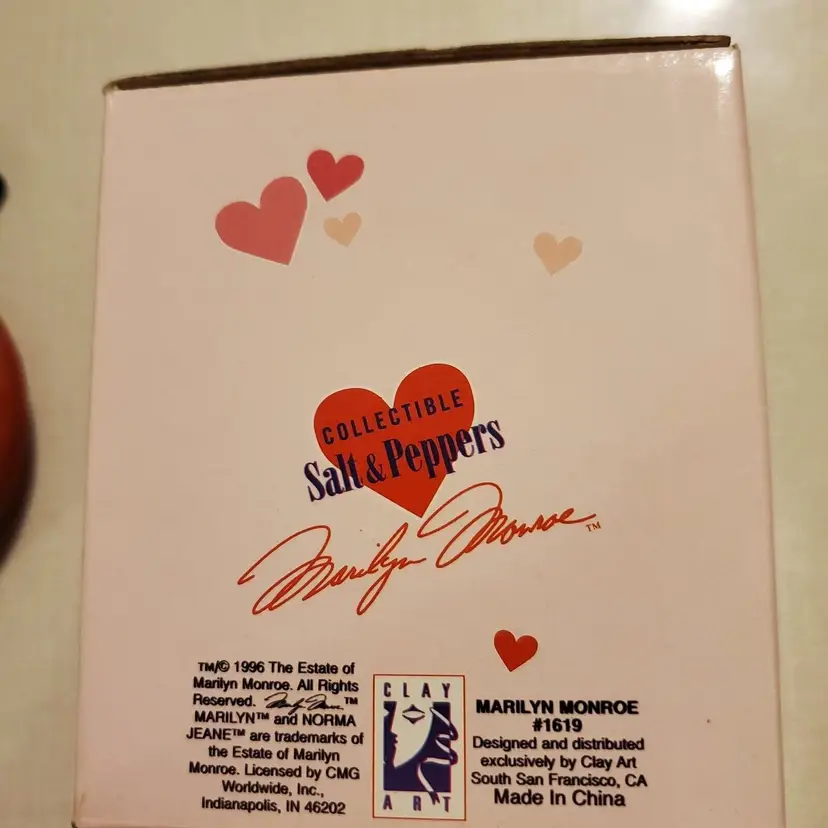 COLLECTIBLE
Salt & Peppers
Marilyn Monroe™
TM/© 1996 The Estate of
Marilyn Monroe. All Rights
Reserved. Marilyn Monroe™
MARILYN™ and NORMA
JEANE™ are trademarks of
the Estate of Marilyn
Monroe. Licensed by CMG
Worldwide, Inc.,
Indianapolis, IN 46202
CLAY
ART
MARILYN MONROE
#1619
Designed and distributed
exclusively by Clay Art
South San Francisco, CA
Made In China